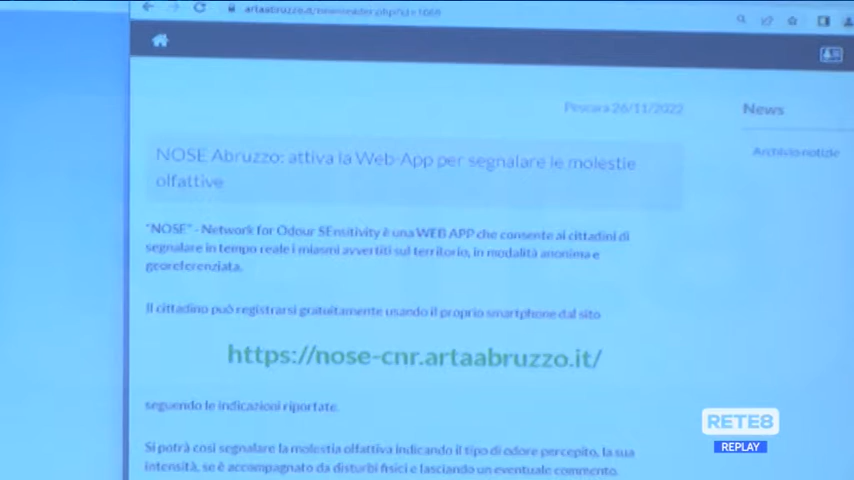 artaabruzzo.it/newsreader.php?id=1068
Pescara 26/11/2022
News
Archivio notizie
NOSE Abruzzo: attiva la Web-App per segnalare le molestie
olfattive
"NOSE" - Network for Odour SEnsitivity è una WEB APP che consente ai cittadini di
segnalare in tempo reale i miasmi avvertiti sul territorio, in modalità anonima e
georeferenziata.
Il cittadino può registrarsi gratuitamente usando il proprio smartphone dal sito
https://nose-cnr.artaabruzzo.it/
seguendo le indicazioni riportate.
Si potrà così segnalare la molestia olfattiva indicando il tipo di odore percepito, la sua
intensità, se è accompagnato da disturbi fisici e lasciando un eventuale commento.
RETE8
REPLAY